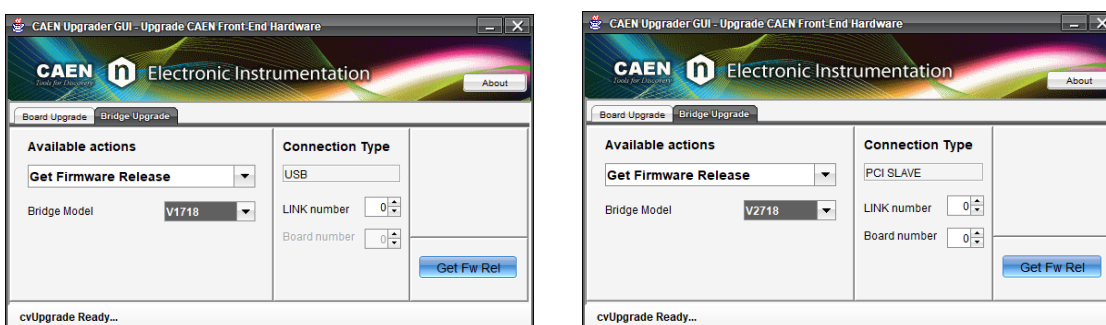 CAEN Upgrader GUI - Upgrade CAEN Front-End Hardware
CAEN n Electronic Instrumentation
Tools for Discovery
About
Board Upgrade Bridge Upgrade
Available actions
Get Firmware Release
Bridge Model V1718
Connection Type
USB
LINK number 0
Board number 0
Get Fw Rel
cvUpgrade Ready...
CAEN Upgrader GUI - Upgrade CAEN Front-End Hardware
CAEN n Electronic Instrumentation
Tools for Discovery
About
Board Upgrade Bridge Upgrade
Available actions
Get Firmware Release
Bridge Model V2718
Connection Type
PCI SLAVE
LINK number 0
Board number 0
Get Fw Rel
cvUpgrade Ready...